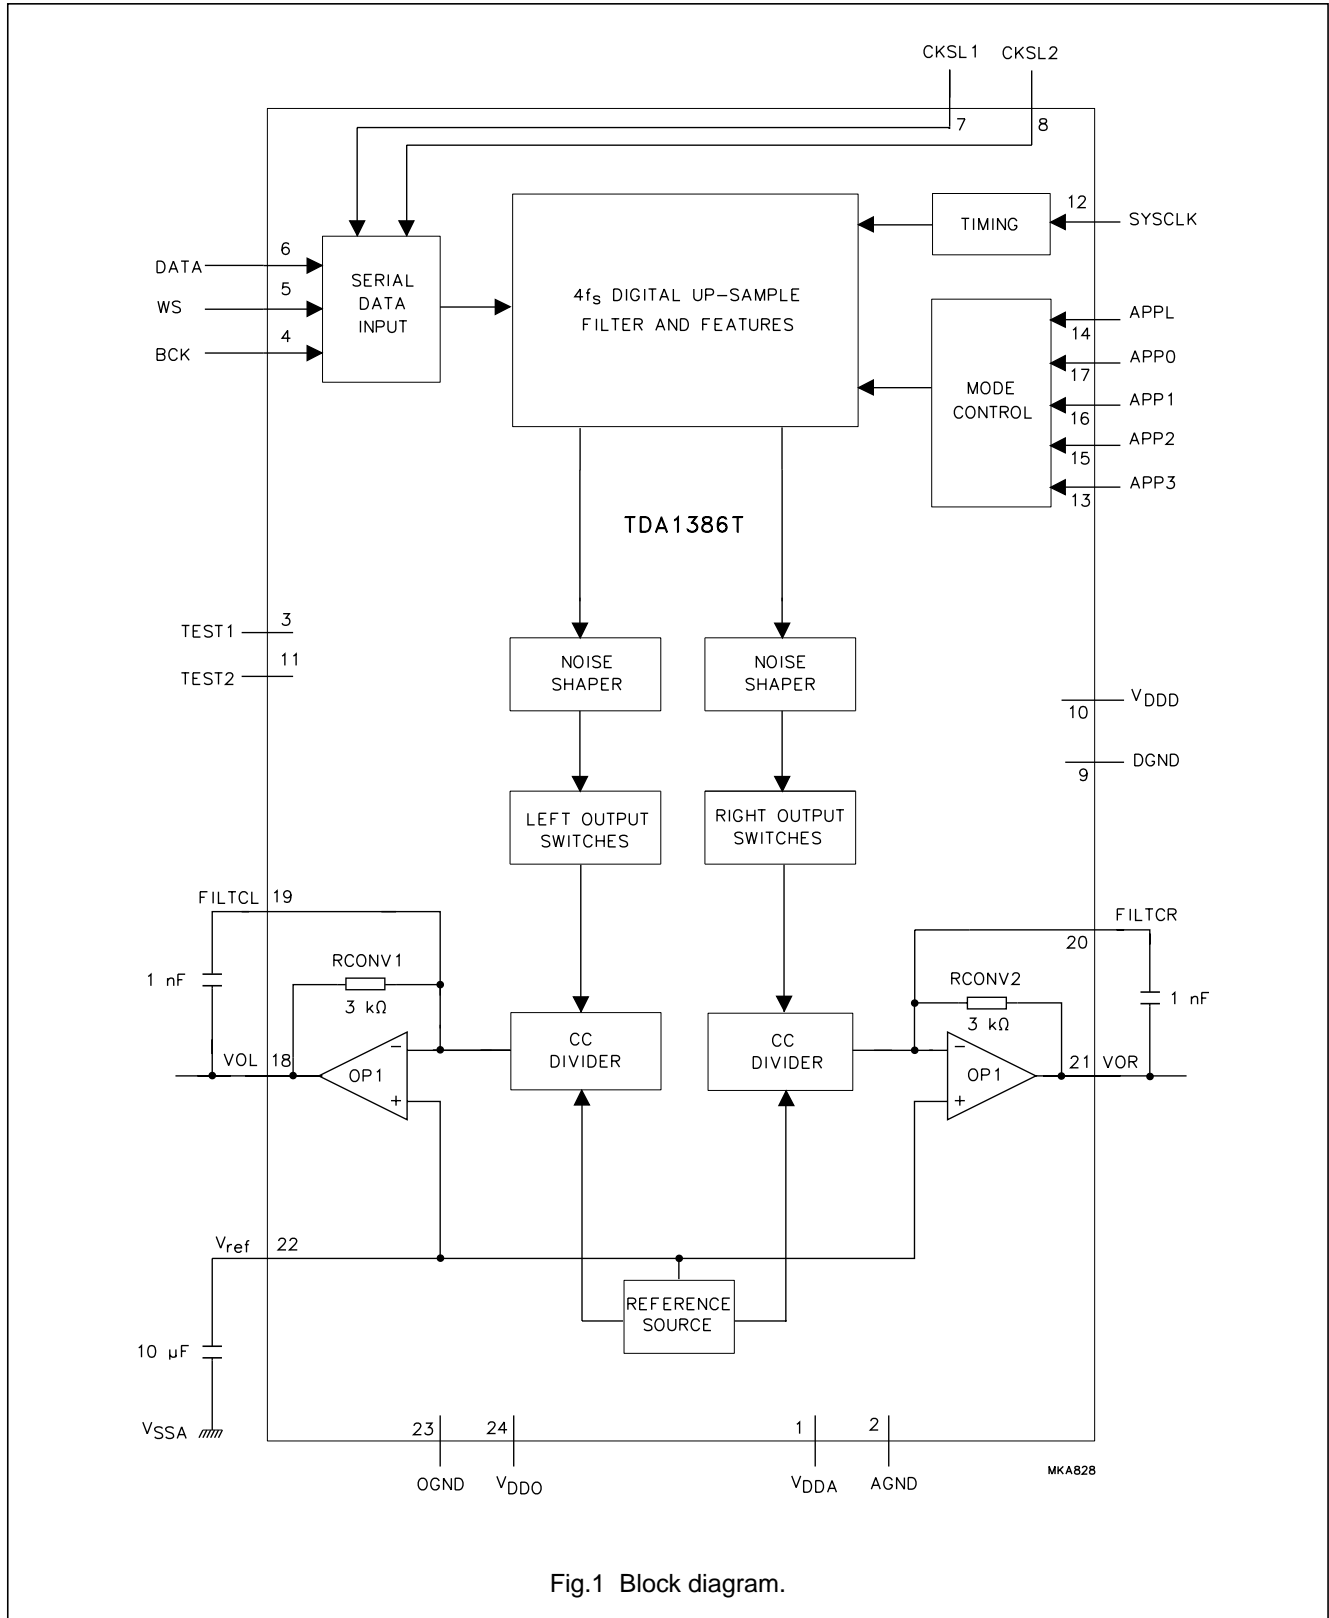 CKSL1 CKSL2
7 8
12
TIMING
SYSCLK
6
DATA
SERIAL
DATA
INPUT
5
WS
4
BCK
4fs DIGITAL UP-SAMPLE
FILTER AND FEATURES
APPL
14
APP0
17
MODE
CONTROL
APP1
16
APP2
15
APP3
13
TDA1386T
3
TEST1
11
TEST2
NOISE
SHAPER
NOISE
SHAPER
VDDD
10
DGND
9
LEFT OUTPUT
SWITCHES
RIGHT OUTPUT
SWITCHES
FILTCL 19
FILTCR
20
RCONV1
1 nF
3 kΩ
RCONV2
1 nF
3 kΩ
CC
DIVIDER
CC
DIVIDER
VOL 18
− OP1 +
− OP1 +
21 VOR
Vref 22
REFERENCE
SOURCE
10 µF
VSSA
23 24 1 2
OGND VDDO VDDA AGND
MKA828
Fig.1 Block diagram.